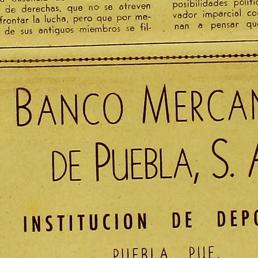 de derechas, que no se atreven
frontar la lucha, pero que por me-
de sus antiguos miembros se fil-
posibilidades políti
vador imparcial co
nan a pensar que
BANCO MERCAN
DE PUEBLA, S. A
INSTITUCION DE DEPO
PUEBLA, PUE.